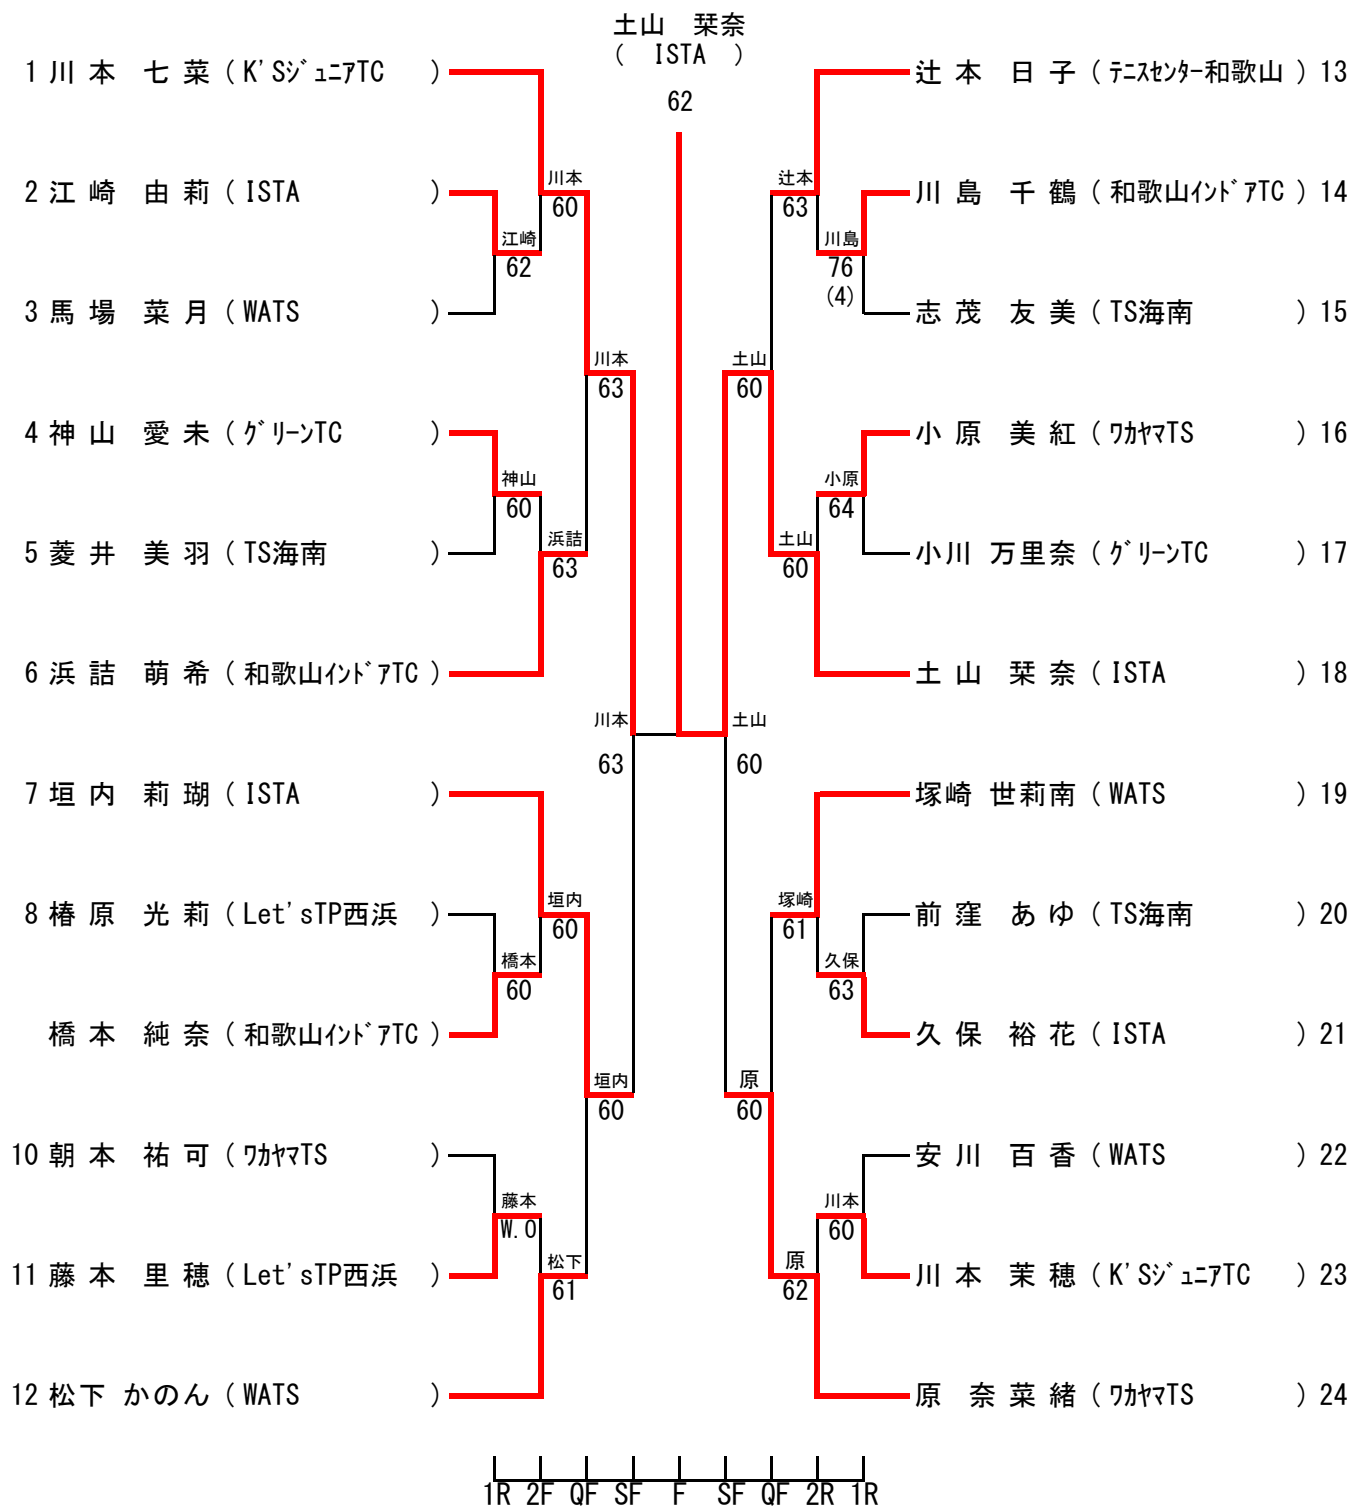 土山　栞奈
(　ISTA　)
62
1 川 本　七 菜 ( K'SジュニアTC )
2 江 崎　由 莉 ( ISTA )
3 馬 場　菜 月 ( WATS )
4 神 山　愛 未 ( グリーンTC )
5 菱 井　美 羽 ( TS海南 )
6 浜 詰　萌 希 ( 和歌山インドアTC )
7 垣 内　莉 瑚 ( ISTA )
8 椿 原　光 莉 ( Let'sTP西浜 )
橋 本　純 奈 ( 和歌山インドアTC )
10 朝 本　祐 可 ( ワカヤマTS )
11 藤 本　里 穂 ( Let'sTP西浜 )
12 松下 かのん ( WATS )
江崎
62
神山
60
橋本
60
藤本
W.O
川本
60
浜詰
63
垣内
60
松下
61
川本
63
垣内
60
川本
63
土山
60
土山
60
原
60
辻本
63
土山
60
塚崎
61
原
62
川島
76
(4)
小原
64
久保
63
川本
60
辻 本　日 子 ( テニスセンター和歌山 ) 13
川 島　千 鶴 ( 和歌山インドアTC ) 14
志 茂　友 美 ( TS海南 ) 15
小 原　美 紅 ( ワカヤマTS ) 16
小川 万里奈 ( グリーンTC ) 17
土 山　栞 奈 ( ISTA ) 18
塚崎 世莉南 ( WATS ) 19
前 窪　あ ゆ ( TS海南 ) 20
久 保　裕 花 ( ISTA ) 21
安 川　百 香 ( WATS ) 22
川 本　茉 穂 ( K'SジュニアTC ) 23
原　奈 菜 緒 ( ワカヤマTS ) 24
1R 2F QF SF F SF QF 2R 1R